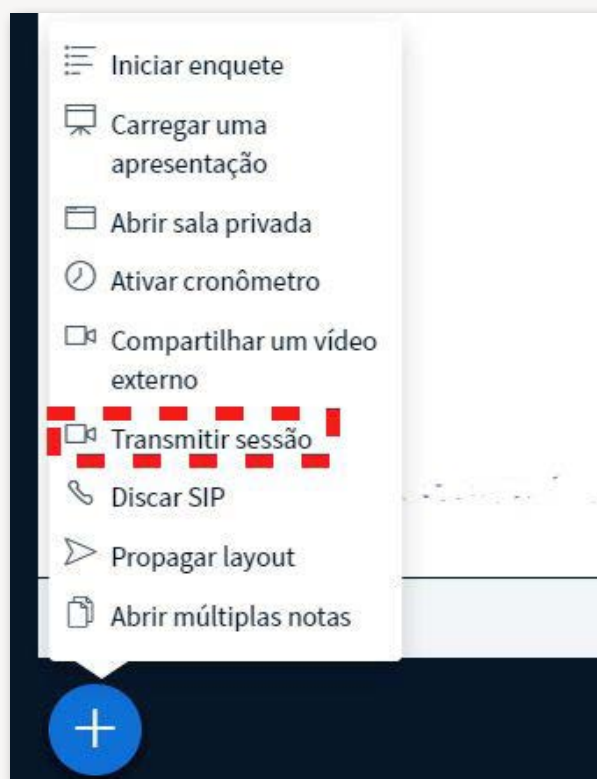 Iniciar enquete
Carregar uma
apresentação
Abrir sala privada
Ativar cronômetro
Compartilhar um vídeo
externo
Transmitir sessão
Discar SIP
Propagar layout
Abrir múltiplas notas